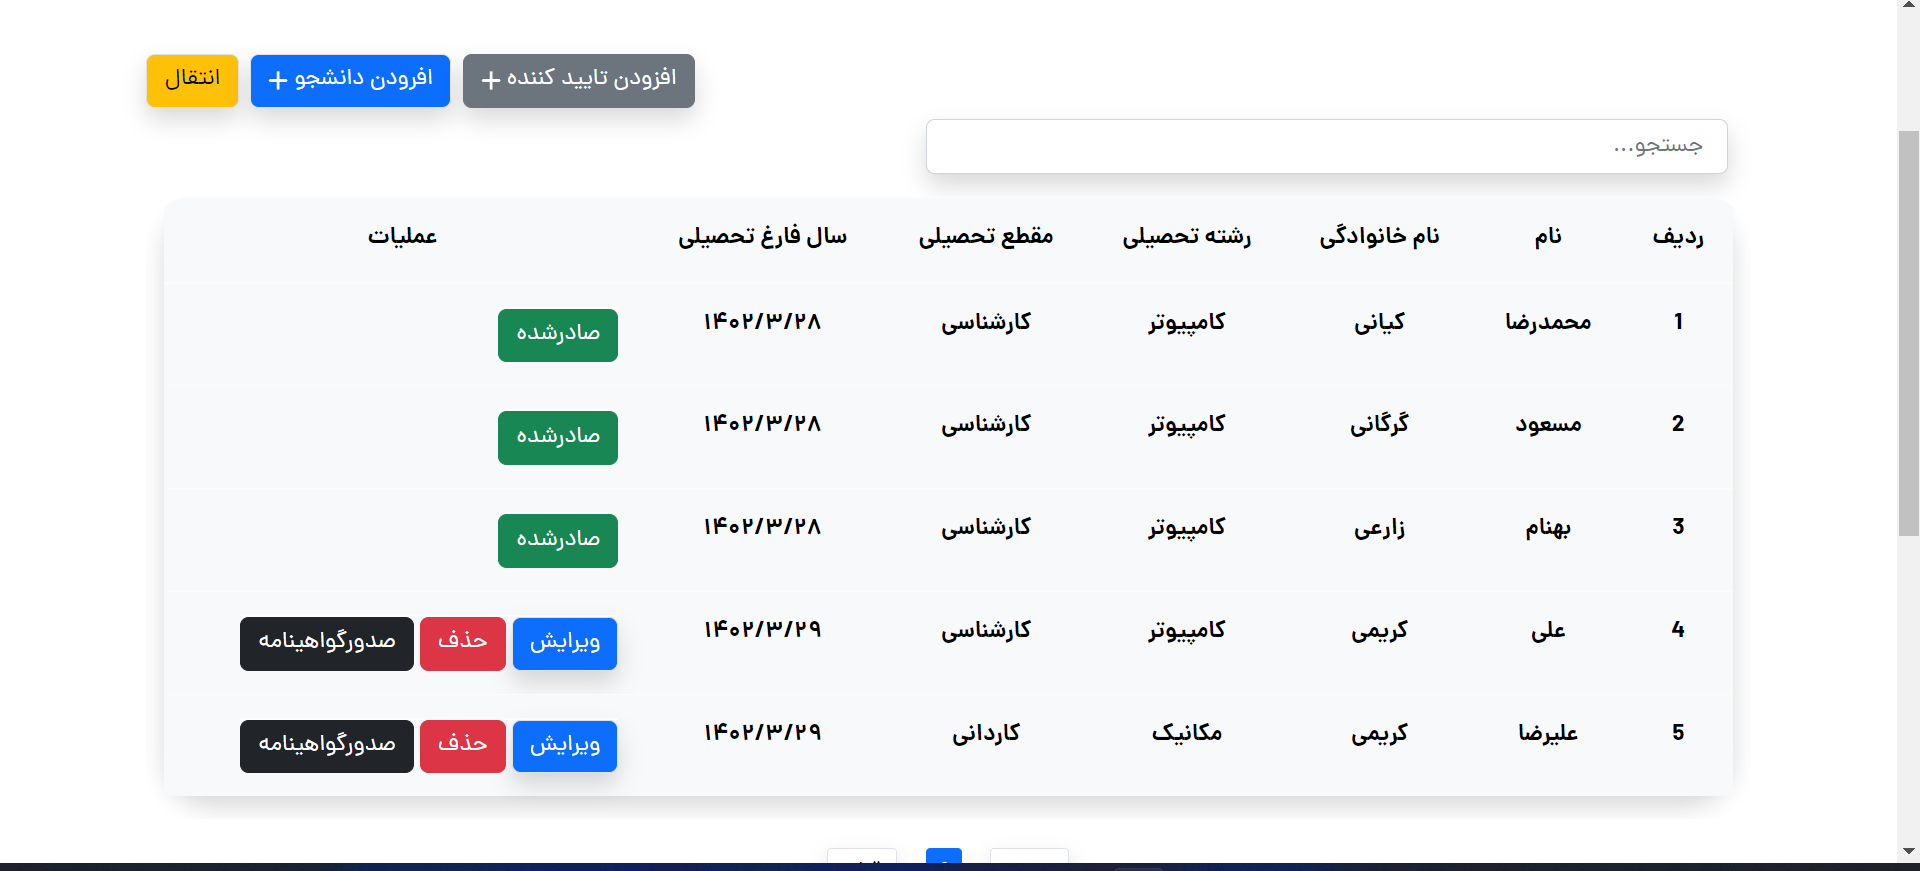 افزودن تایید کننده +
افرودن دانشجو +
انتقال
جستجو...
ردیف نام نام خانوادگی رشته تحصیلی مقطع تحصیلی سال فارغ تحصیلی عملیات
1 محمدرضا کیانی کامپیوتر کارشناسی ۱۴۰۲/۳/۲۸ صادرشده
2 مسعود گرگانی کامپیوتر کارشناسی ۱۴۰۲/۳/۲۸ صادرشده
3 بهنام زارعی کامپیوتر کارشناسی ۱۴۰۲/۳/۲۸ صادرشده
4 علی کریمی کامپیوتر کارشناسی ۱۴۰۲/۳/۲۹ ویرایش حذف صدورگواهینامه
5 علیرضا کریمی مکانیک کاردانی ۱۴۰۲/۳/۲۹ ویرایش حذف صدورگواهینامه